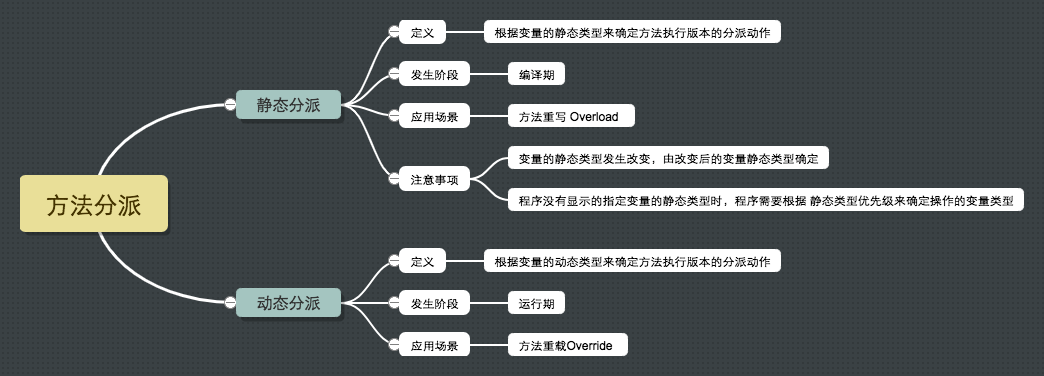 方法分派
静态分派
定义
根据变量的静态类型来确定方法执行版本的分派动作
发生阶段
编译期
应用场景
方法重写 Overload
注意事项
变量的静态类型发生改变，由改变后的变量静态类型确定
程序没有显示的指定变量的静态类型时，程序需要根据 静态类型优先级来确定操作的变量类型
动态分派
定义
根据变量的动态类型来确定方法执行版本的分派动作
发生阶段
运行期
应用场景
方法重载Override